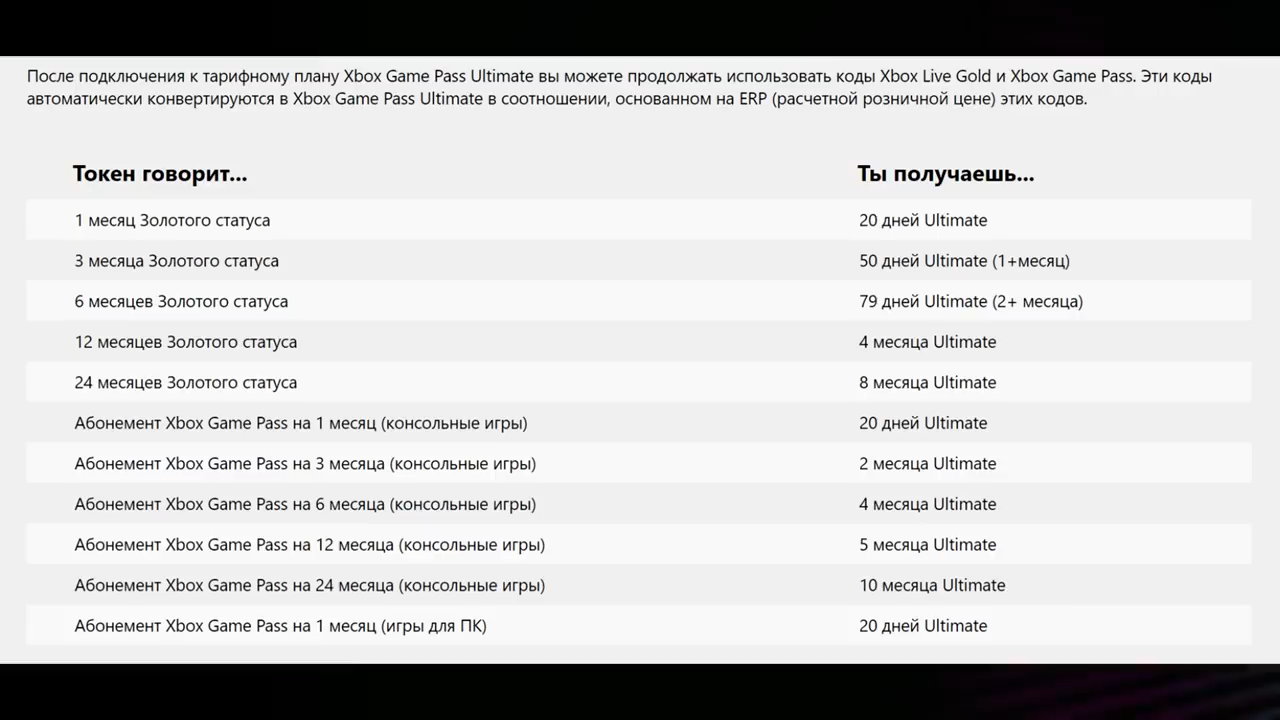 После подключения к тарифному плану Xbox Game Pass Ultimate вы можете продолжать использовать коды Xbox Live Gold и Xbox Game Pass. Эти коды
автоматически конвертируются в Xbox Game Pass Ultimate в соотношении, основанном на ERP (расчетной розничной цене) этих кодов.
Токен говорит... Ты получаешь...
1 месяц Золотого статуса 20 дней Ultimate
3 месяца Золотого статуса 50 дней Ultimate (1+месяц)
6 месяцев Золотого статуса 79 дней Ultimate (2+ месяца)
12 месяцев Золотого статуса 4 месяца Ultimate
24 месяцев Золотого статуса 8 месяца Ultimate
Абонемент Xbox Game Pass на 1 месяц (консольные игры) 20 дней Ultimate
Абонемент Xbox Game Pass на 3 месяца (консольные игры) 2 месяца Ultimate
Абонемент Xbox Game Pass на 6 месяца (консольные игры) 4 месяца Ultimate
Абонемент Xbox Game Pass на 12 месяца (консольные игры) 5 месяца Ultimate
Абонемент Xbox Game Pass на 24 месяца (консольные игры) 10 месяца Ultimate
Абонемент Xbox Game Pass на 1 месяц (игры для ПК) 20 дней Ultimate